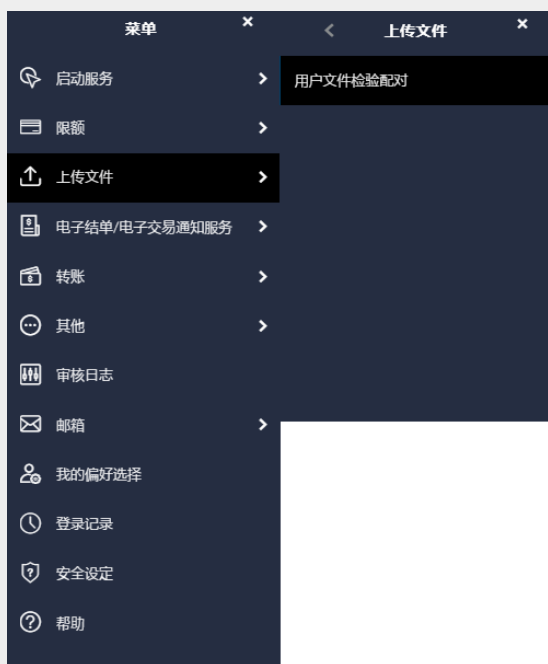 菜单
启动服务
限额
上传文件
电子结单/电子交易通知服务
转账
其他
审核日志
邮箱
我的偏好选择
登录记录
安全设定
帮助
上传文件
用户文件检验配对